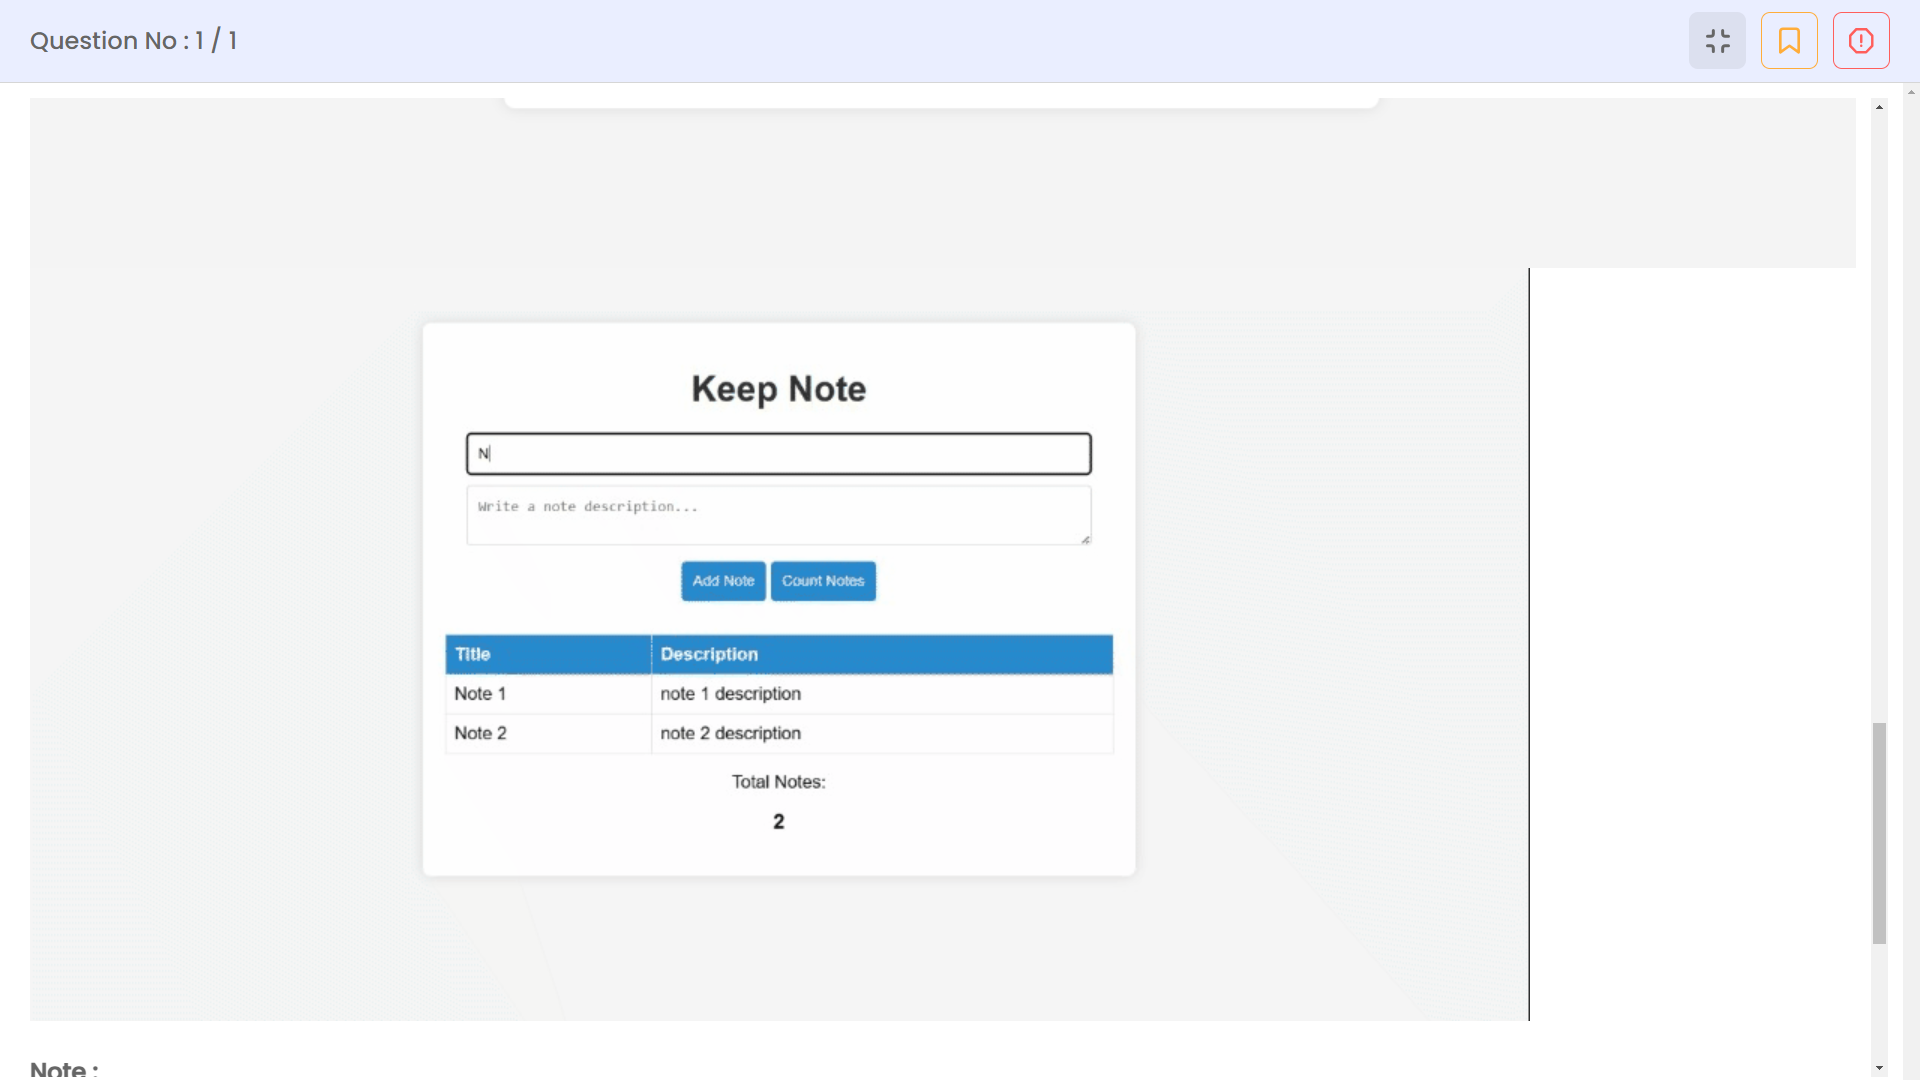 Question No : 1 / 1
Keep Note
N
Write a note description...
Add Note Count Notes
Title Description
Note 1 note 1 description
Note 2 note 2 description
Total Notes:
2
Note :